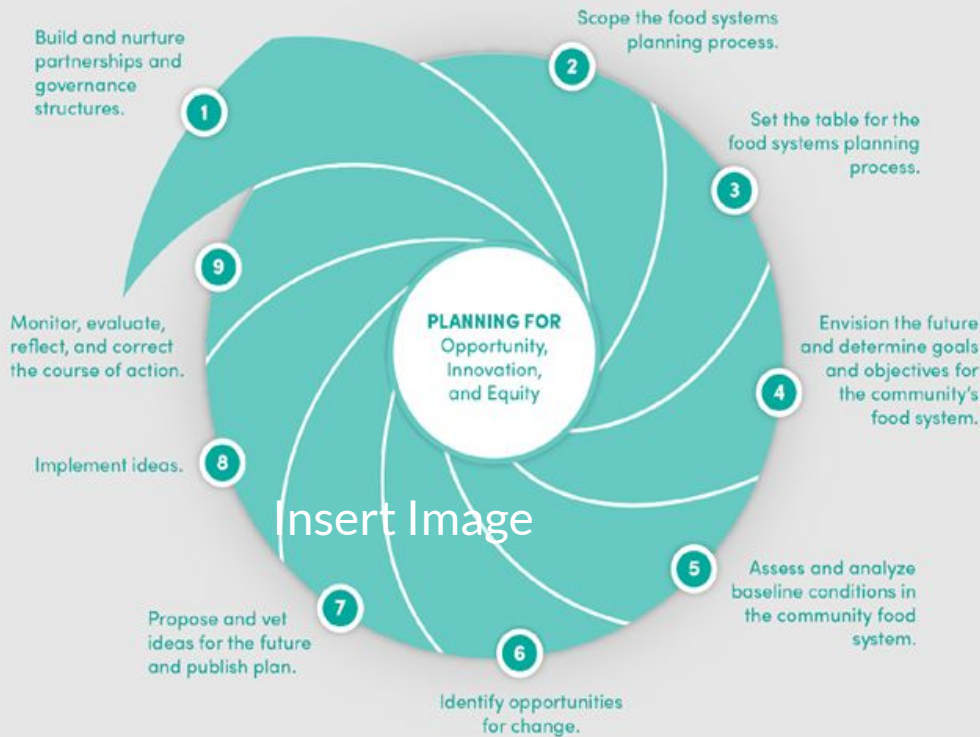 1
Build and nurture
partnerships and
governance
structures.
2
Scope the food systems
planning process.
3
Set the table for the
food systems planning
process.
4
Envision the future
and determine goals
and objectives for
the community's
food system.
5
Assess and analyze
baseline conditions in
the community food
system.
6
Identify opportunities
for change.
7
Propose and vet
ideas for the future
and publish plan.
8
Implement ideas.
9
Monitor, evaluate,
reflect, and correct
the course of action.
PLANNING FOR
Opportunity,
Innovation,
and Equity
Insert Image